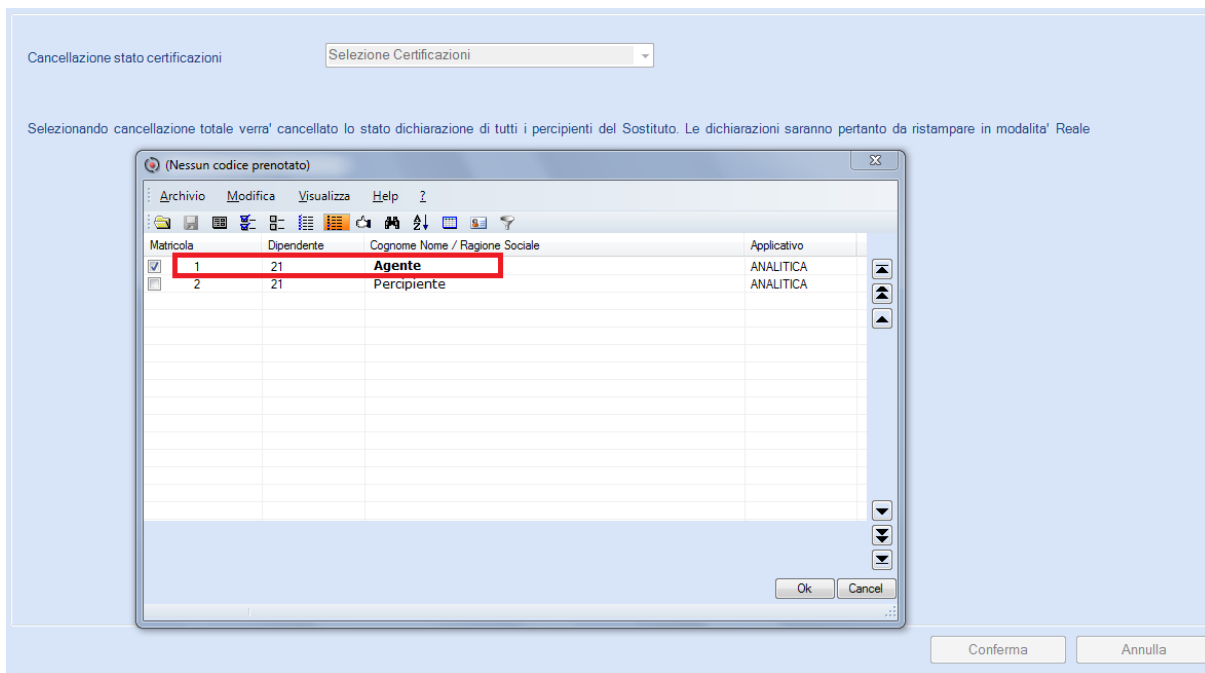 Cancellazione stato certificazioni Selezione Certificazioni
Selezionando cancellazione totale verra' cancellato lo stato dichiarazione di tutti i percipienti del Sostituto. Le dichiarazioni saranno pertanto da ristampare in modalita' Reale
(Nessun codice prenotato)
Archivio Modifica Visualizza Help ?
Matricola Dipendente Cognome Nome / Ragione Sociale Applicativo
1 21 Agente ANALITICA
2 21 Percipiente ANALITICA
Ok Cancel
Conferma Annulla